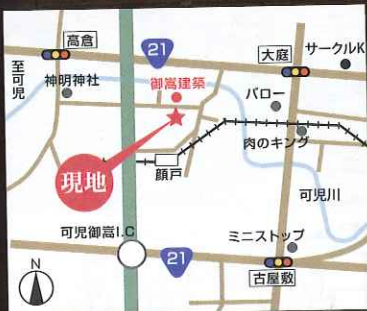 高倉
21
大庭
サークルK
至可児
神明神社
御嵩建築
バロー
肉のキング
現地
顔戸
可児川
可児御嵩I.C
ミニストップ
21
古屋敷
N